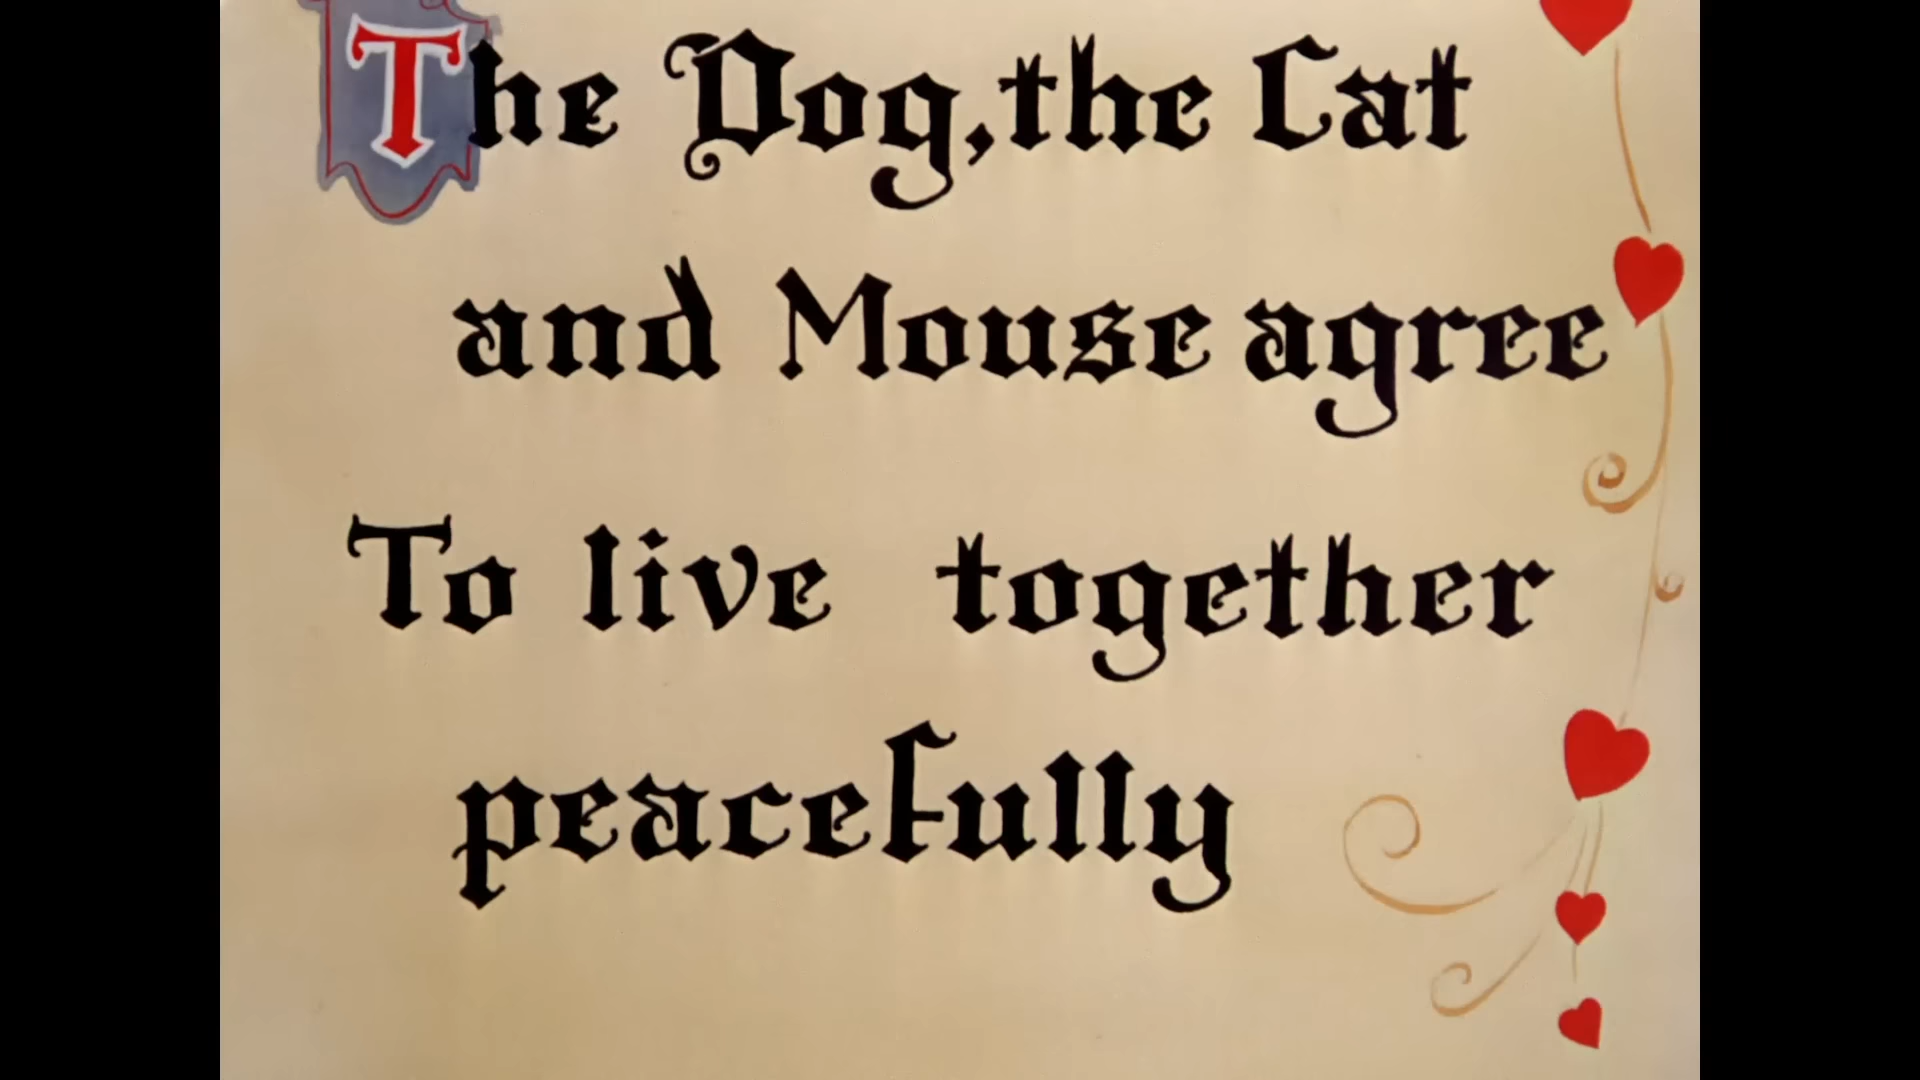 The Dog, the Cat
and Mouse agree
To live together
peacefully